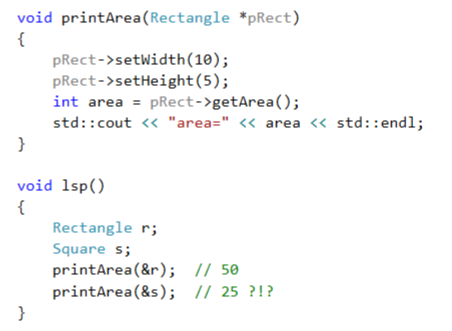 void printArea(Rectangle *pRect)
{
    pRect->setWidth(10);
    pRect->setHeight(5);
    int area = pRect->getArea();
    std::cout << "area=" << area << std::endl;
}

void lsp()
{
    Rectangle r;
    Square s;
    printArea(&r);  // 50
    printArea(&s);  // 25 ?!?
}